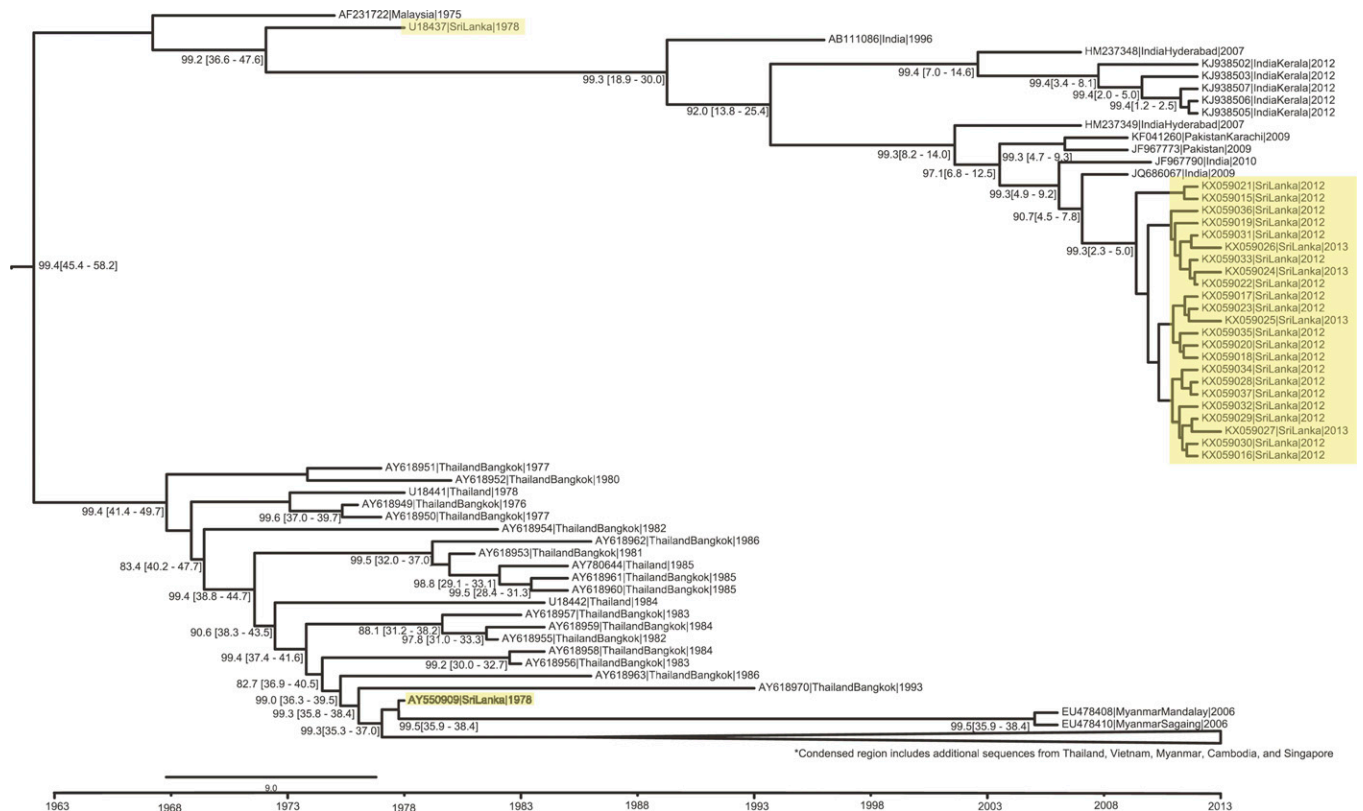 AF231722|Malaysia|1975
U18437|SriLanka|1978
99.2 [36.6 - 47.6]
AB111086|India|1996
HM237348|IndiaHyderabad|2007
99.3 [18.9 - 30.0]
99.4 [7.0 - 14.6]
KJ938502|IndiaKerala|2012
KJ938503|IndiaKerala|2012
99.4[3.4 - 8.1]
KJ938507|IndiaKerala|2012
99.4[2.0 - 5.0]
KJ938506|IndiaKerala|2012
99.4[1.2 - 2.5]
KJ938505|IndiaKerala|2012
92.0 [13.8 - 25.4]
HM237349|IndiaHyderabad|2007
KF041260|PakistanKarachi|2009
JF967773|Pakistan|2009
99.3[8.2 - 14.0]
99.3 [4.7 - 9.3]
JF967790|India|2010
97.1[6.8 - 12.5]
JQ686067|India|2009
KX059021|SriLanka|2012
99.3[4.9 - 9.2]
KX059015|SriLanka|2012
KX059036|SriLanka|2012
90.7[4.5 - 7.8]
KX059019|SriLanka|2012
KX059031|SriLanka|2012
99.3[2.3 - 5.0]
KX059026|SriLanka|2013
KX059033|SriLanka|2012
99.4[45.4 - 58.2]
KX059024|SriLanka|2013
KX059022|SriLanka|2012
KX059017|SriLanka|2012
KX059023|SriLanka|2012
KX059025|SriLanka|2013
KX059035|SriLanka|2012
KX059020|SriLanka|2012
KX059018|SriLanka|2012
KX059034|SriLanka|2012
KX059028|SriLanka|2012
KX059037|SriLanka|2012
KX059032|SriLanka|2012
KX059029|SriLanka|2012
KX059027|SriLanka|2013
KX059030|SriLanka|2012
KX059016|SriLanka|2012
AY618951|ThailandBangkok|1977
AY618952|ThailandBangkok|1980
U18441|Thailand|1978
AY618949|ThailandBangkok|1976
99.4 [41.4 - 49.7]
AY618950|ThailandBangkok|1977
99.6 [37.0 - 39.7]
AY618954|ThailandBangkok|1982
AY618962|ThailandBangkok|1986
AY618953|ThailandBangkok|1981
99.5 [32.0 - 37.0]
83.4 [40.2 - 47.7]
AY780644|Thailand|1985
AY618961|ThailandBangkok|1985
98.8 [29.1 - 33.1]
AY618960|ThailandBangkok|1985
99.5 [28.4 - 31.3]
99.4 [38.8 - 44.7]
U18442|Thailand|1984
AY618957|ThailandBangkok|1983
AY618959|ThailandBangkok|1984
88.1 [31.2 - 38.2]
90.6 [38.3 - 43.5]
AY618955|ThailandBangkok|1982
97.8 [31.0 - 33.3]
AY618958|ThailandBangkok|1984
99.4 [37.4 - 41.6]
AY618956|ThailandBangkok|1983
99.2 [30.0 - 32.7]
AY618963|ThailandBangkok|1986
82.7 [36.9 - 40.5]
AY618970|ThailandBangkok|1993
99.0 [36.3 - 39.5]
AY550909|SriLanka|1978
99.3 [35.8 - 38.4]
EU478408|MyanmarMandalay|2006
99.5[35.9 - 38.4]
99.5[35.9 - 38.4]
EU478410|MyanmarSagaing|2006
99.3[35.3 - 37.0]
*Condensed region includes additional sequences from Thailand, Vietnam, Myanmar, Cambodia, and Singapore
9.0
1963 1968 1973 1978 1983 1988 1993 1998 2003 2008 2013